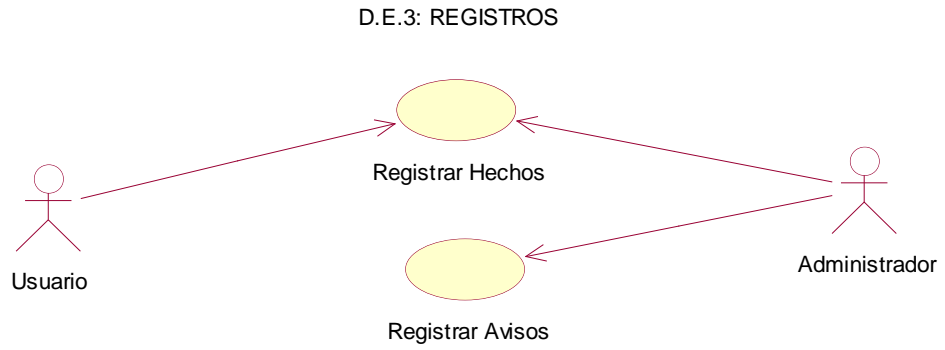 D.E.3: REGISTROS
Registrar Hechos
Usuario
Administrador
Registrar Avisos